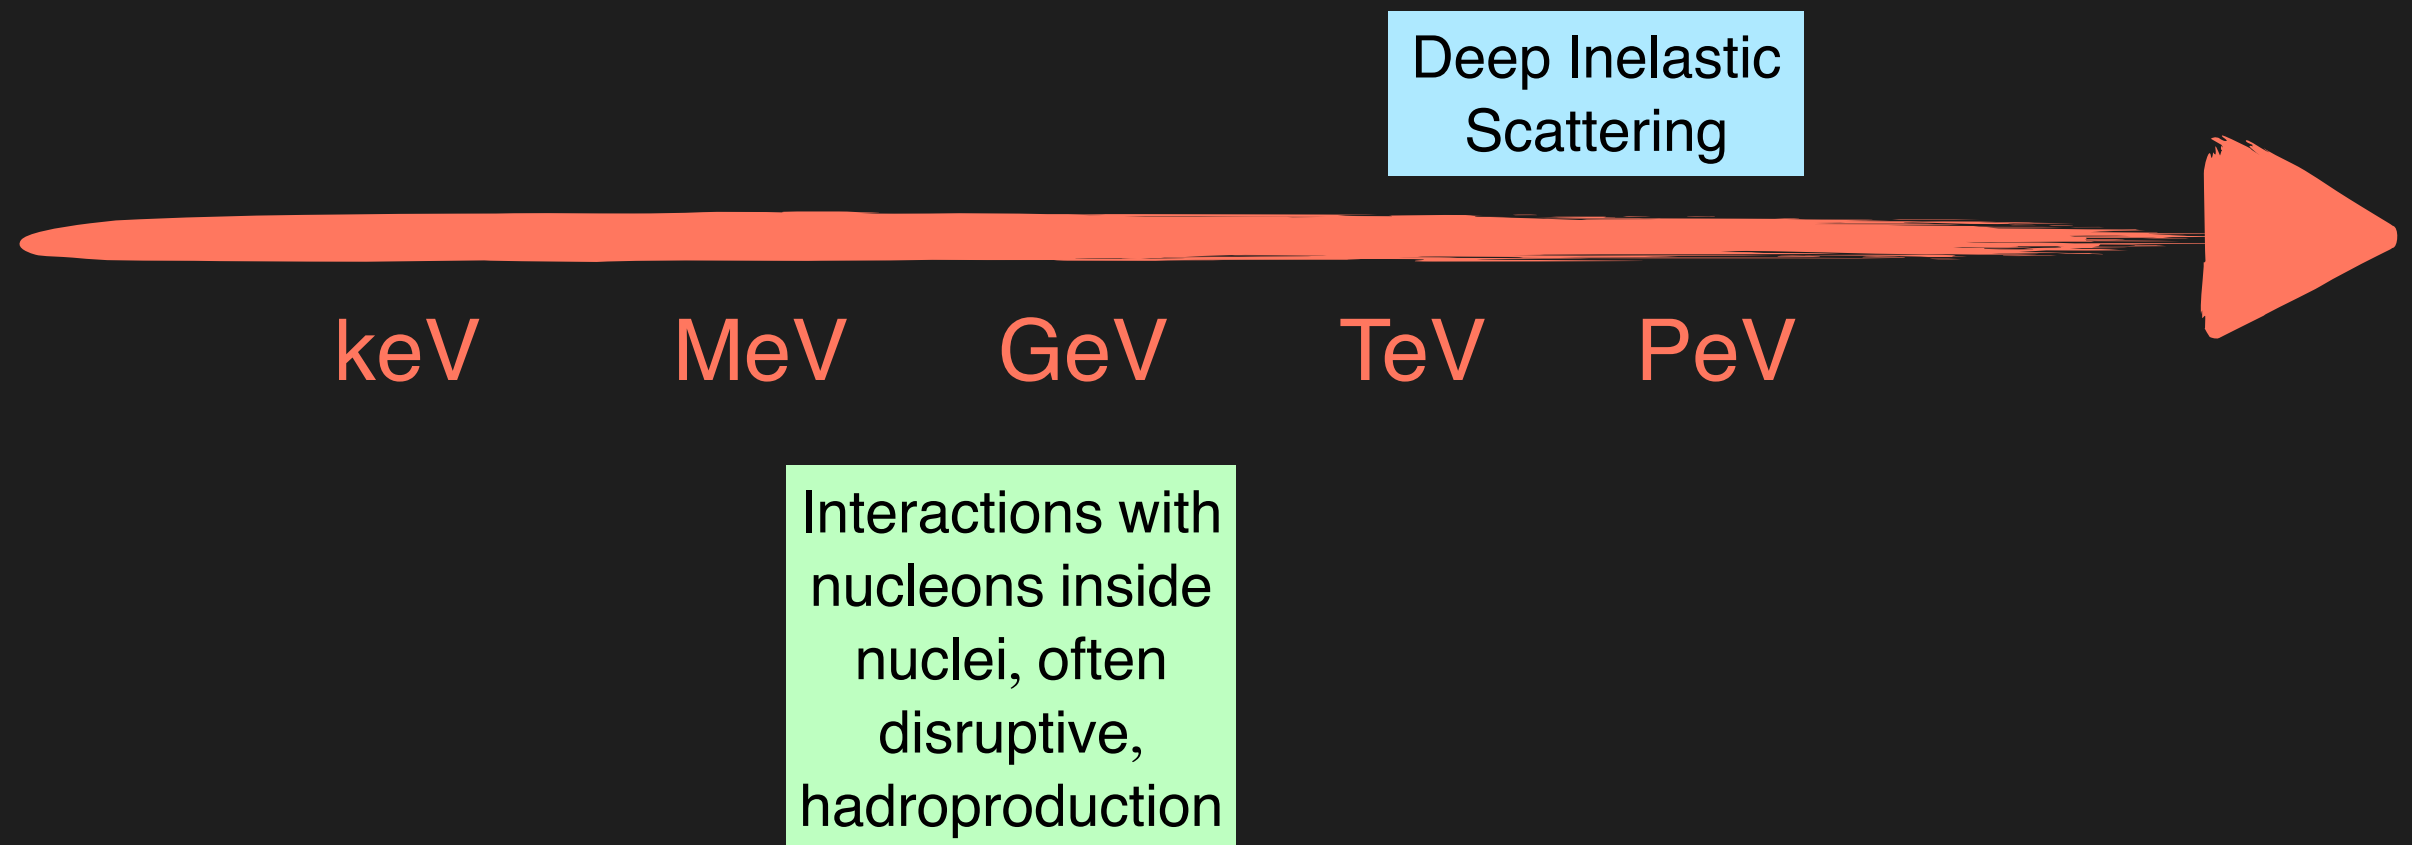 Deep Inelastic
Scattering
keV MeV GeV TeV PeV
Interactions with
nucleons inside
nuclei, often
disruptive,
hadroproduction